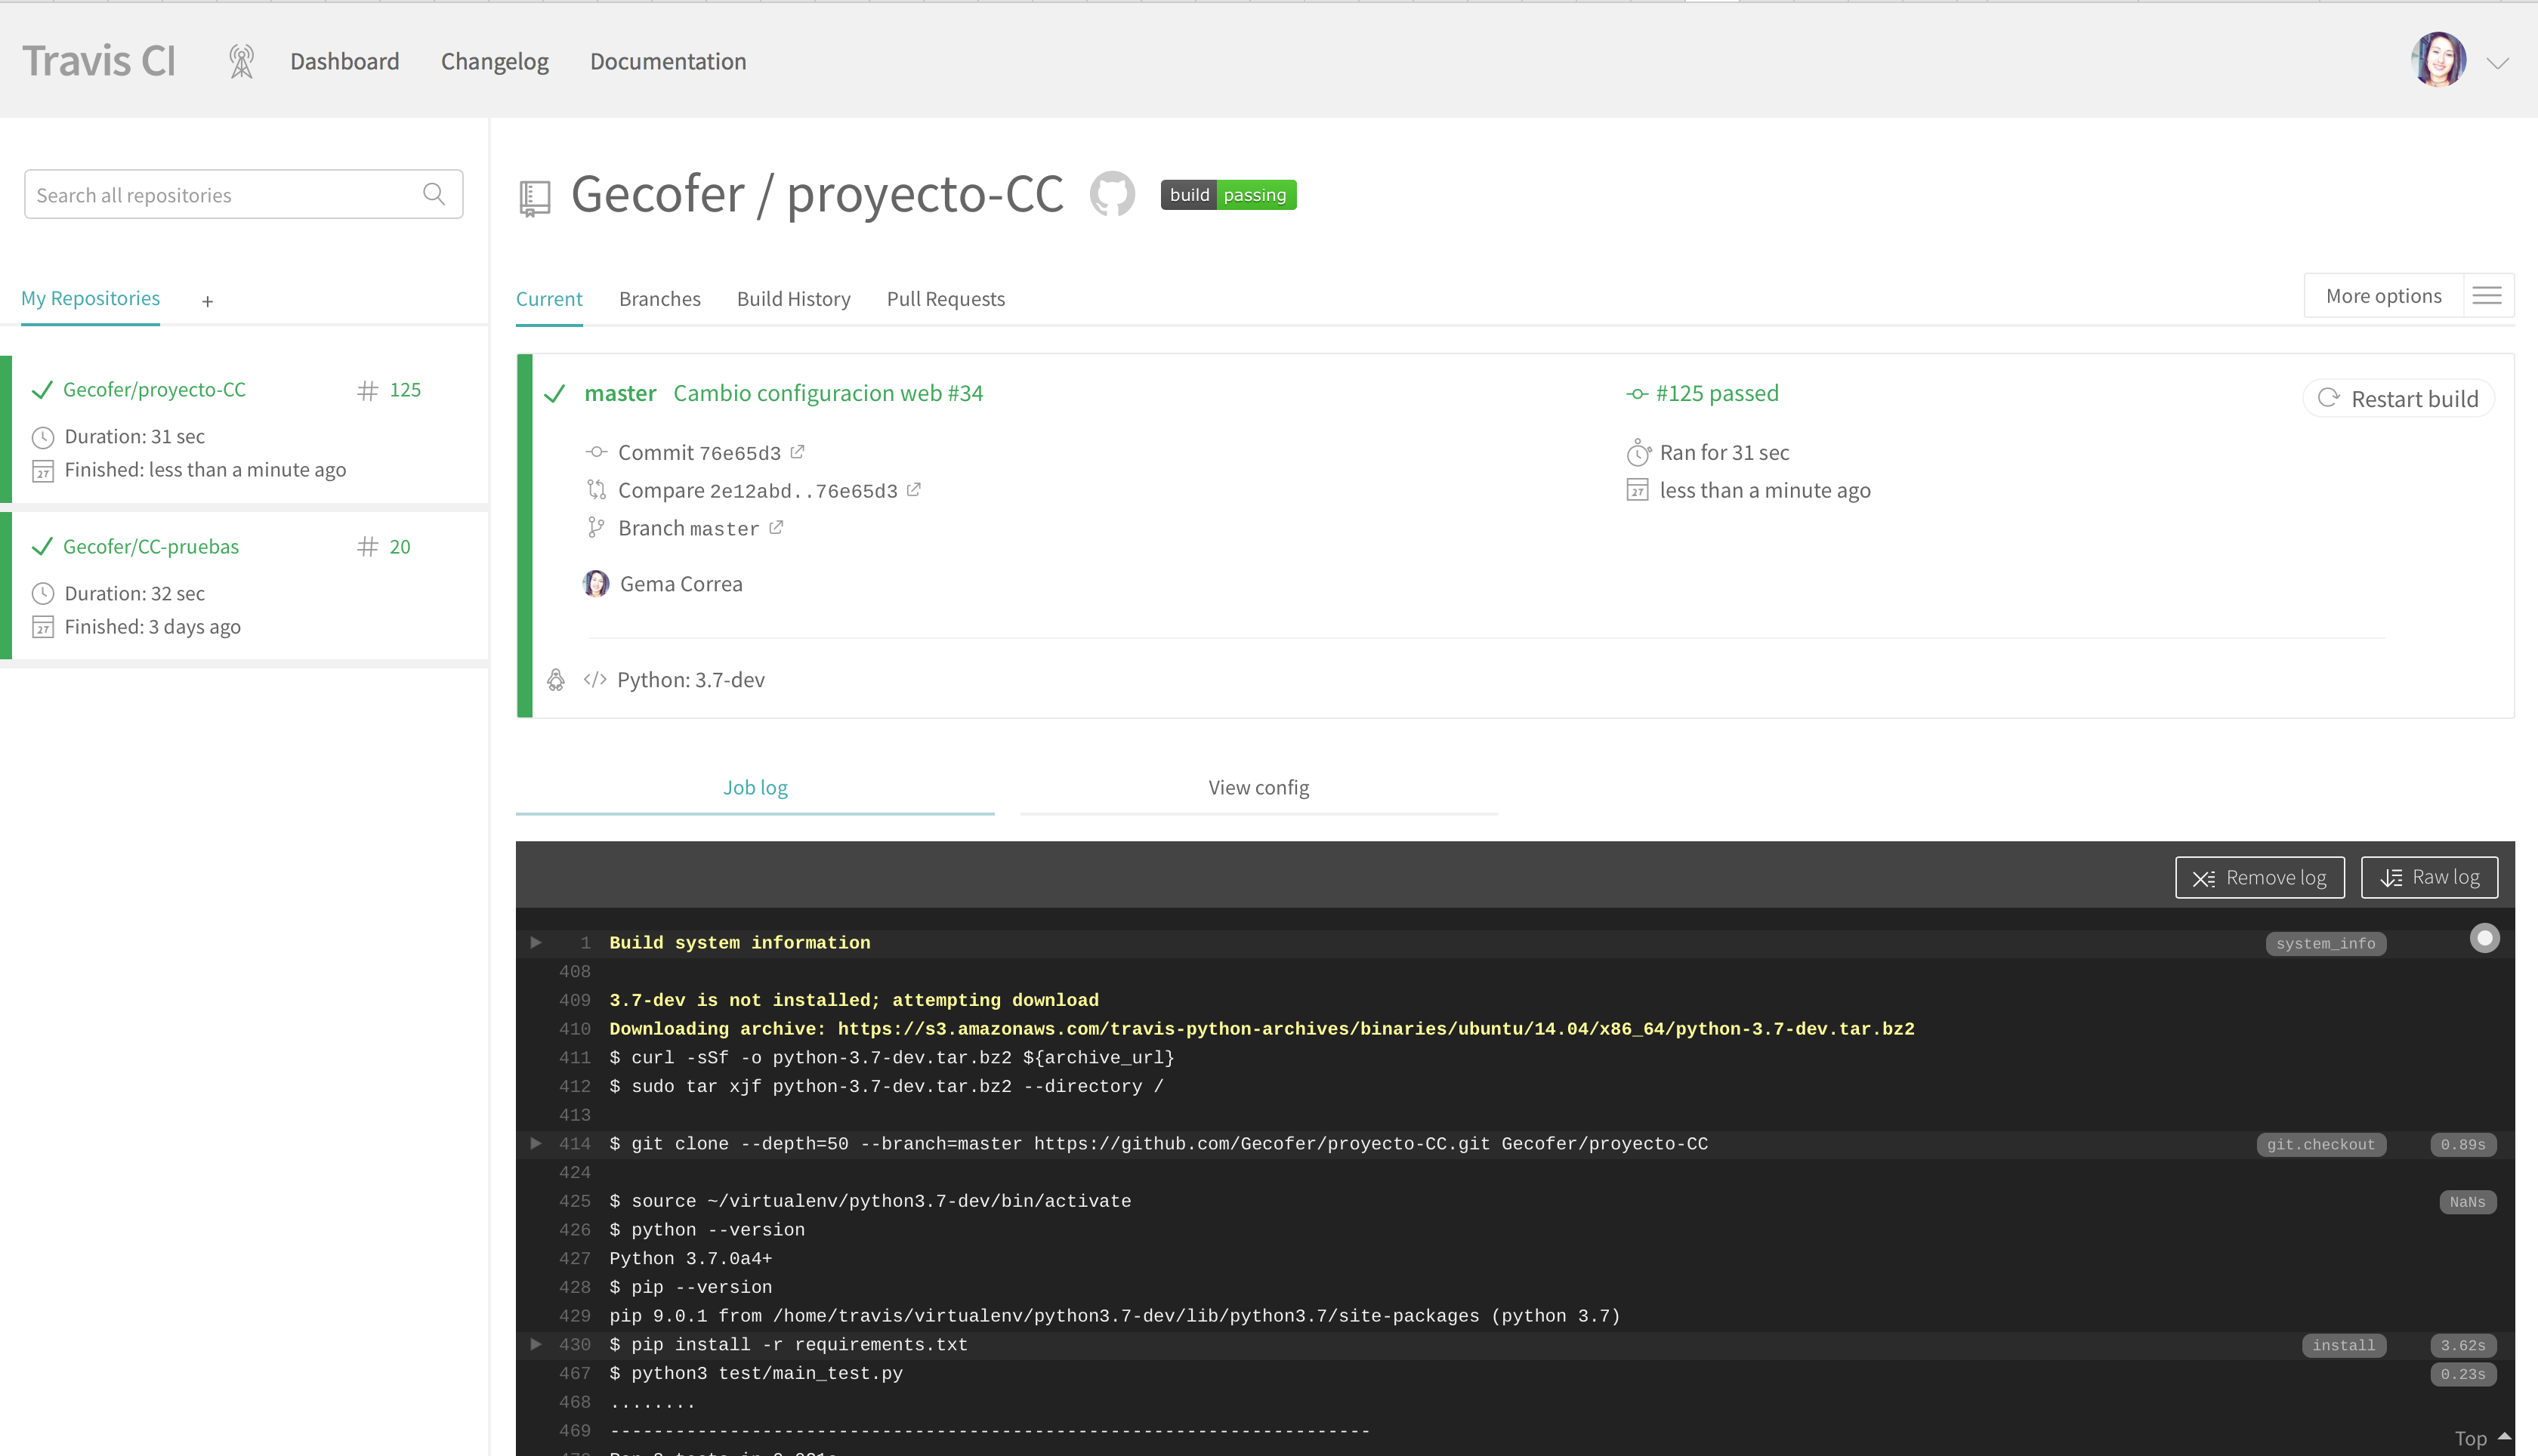 Travis CI
Dashboard
Changelog
Documentation
Search all repositories
My Repositories
+
Gecofer/proyecto-CC
# 125
Duration: 31 sec
27
Finished: less than a minute ago
Gecofer/CC-pruebas
# 20
Duration: 32 sec
27
Finished: 3 days ago
Gecofer / proyecto-CC
build passing
Current
Branches
Build History
Pull Requests
More options
master Cambio configuracion web #34
Commit 76e65d3
Compare 2e12abd..76e65d3
Branch master
Gema Correa
#125 passed
Ran for 31 sec
27
less than a minute ago
Restart build
</> Python: 3.7-dev
Job log
View config
Remove log
Raw log
1 Build system information system_info
408
409 3.7-dev is not installed; attempting download
410 Downloading archive: https://s3.amazonaws.com/travis-python-archives/binaries/ubuntu/14.04/x86_64/python-3.7-dev.tar.bz2
411 $ curl -sSf -o python-3.7-dev.tar.bz2 ${archive_url}
412 $ sudo tar xjf python-3.7-dev.tar.bz2 --directory /
413
414 $ git clone --depth=50 --branch=master https://github.com/Gecofer/proyecto-CC.git Gecofer/proyecto-CC git.checkout 0.89s
424
425 $ source ~/virtualenv/python3.7-dev/bin/activate NaNs
426 $ python --version
427 Python 3.7.0a4+
428 $ pip --version
429 pip 9.0.1 from /home/travis/virtualenv/python3.7-dev/lib/python3.7/site-packages (python 3.7)
430 $ pip install -r requirements.txt install 3.62s
467 $ python3 test/main_test.py 0.23s
468 ........
469 ----------------------------------------------------------------------
Top